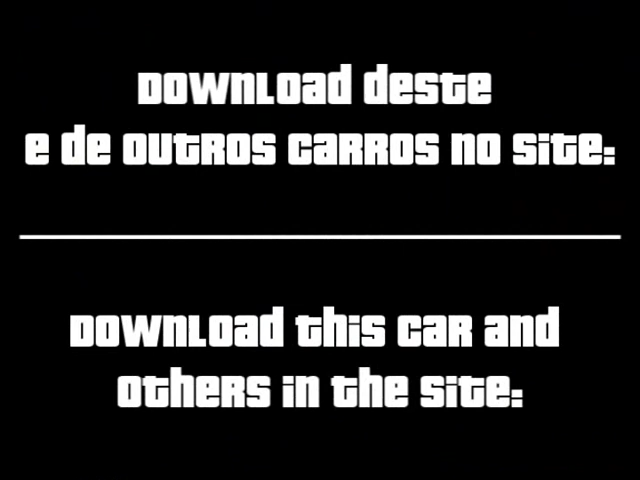 Download deste
e de outros carros no site:
Download this car and
others in the site: